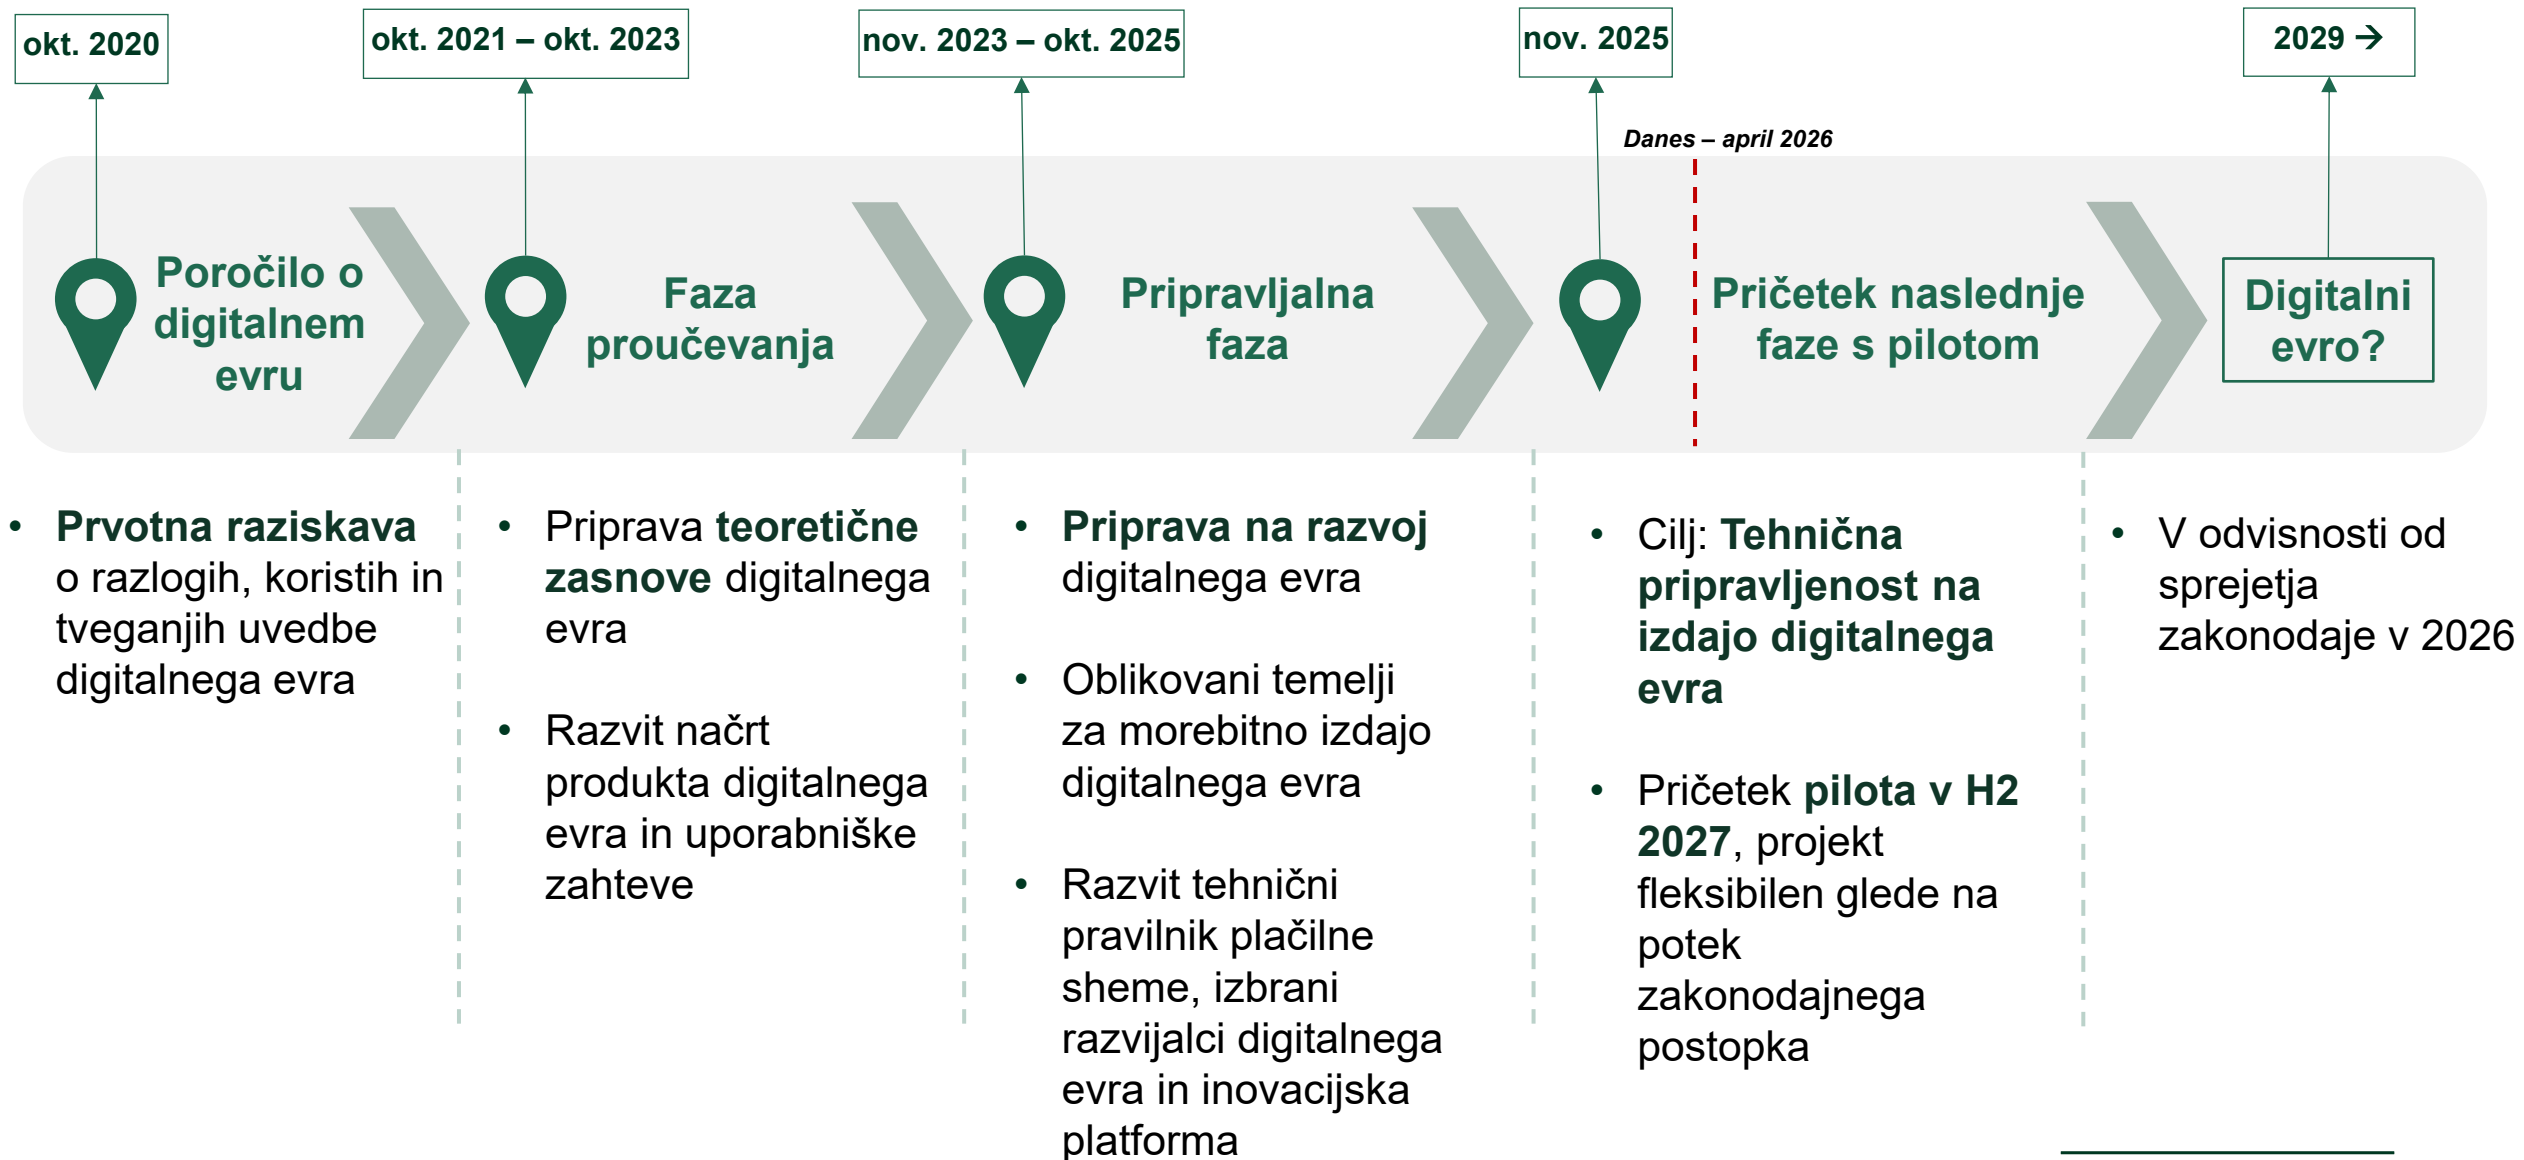 okt. 2020
okt. 2021 – okt. 2023
nov. 2023 – okt. 2025
nov. 2025
2029 →
Danes – april 2026
Poročilo o
digitalnem
evru
Faza
proučevanja
Pripravljalna
faza
Pričetek naslednje
faze s pilotom
Digitalni
evro?
• Prvotna raziskava
o razlogih, koristih in
tveganjih uvedbe
digitalnega evra
• Priprava teoretične
zasnove digitalnega
evra
• Razvit načrt
produkta digitalnega
evra in uporabniške
zahteve
• Priprava na razvoj
digitalnega evra
• Oblikovani temelji
za morebitno izdajo
digitalnega evra
• Razvit tehnični
pravilnik plačilne
sheme, izbrani
razvijalci digitalnega
evra in inovacijska
platforma
• Cilj: Tehnična
pripravljenost na
izdajo digitalnega
evra
• Pričetek pilota v H2
2027, projekt
fleksibilen glede na
potek
zakonodajnega
postopka
• V odvisnosti od
sprejetja
zakonodaje v 2026